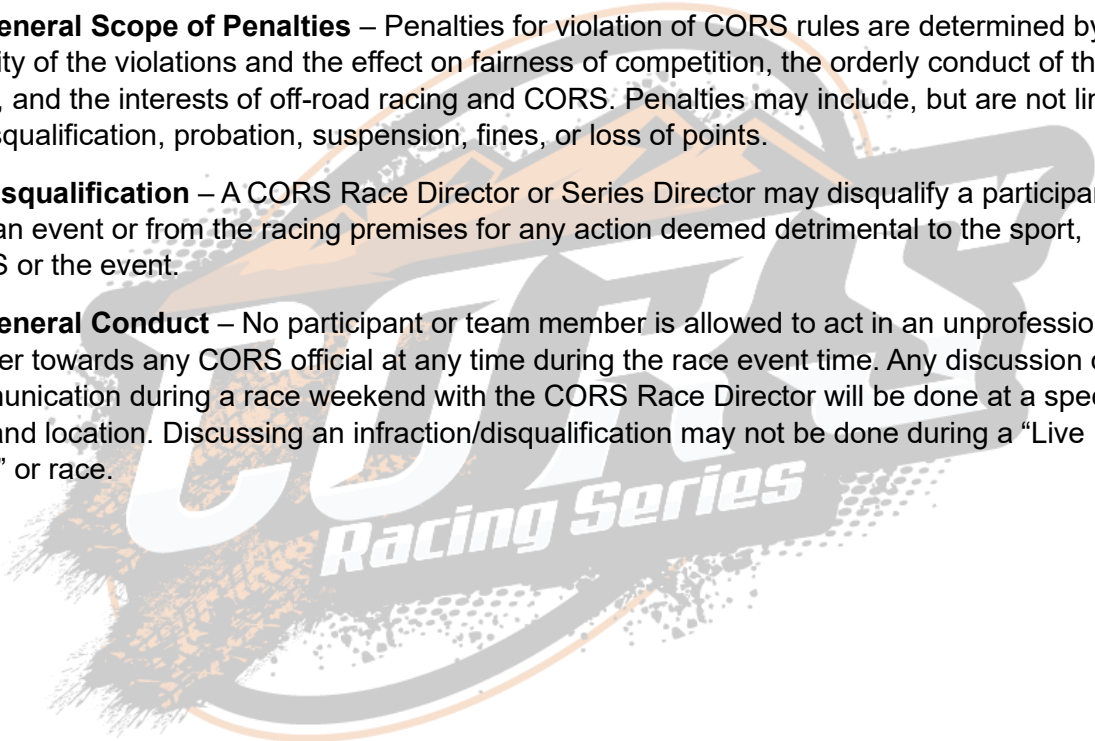 eneral Scope of Penalties – Penalties for violation of CORS rules are determined by
ity of the violations and the effect on fairness of competition, the orderly conduct of th
, and the interests of off-road racing and CORS. Penalties may include, but are not lin
squalification, probation, suspension, fines, or loss of points.
squalification – A CORS Race Director or Series Director may disqualify a participan
an event or from the racing premises for any action deemed detrimental to the sport,
S or the event.
eneral Conduct – No participant or team member is allowed to act in an unprofessio
er towards any CORS official at any time during the race event time. Any discussion o
unication during a race weekend with the CORS Race Director will be done at a spec
and location. Discussing an infraction/disqualification may not be done during a “Live
” or race.
CORS
Racing Series